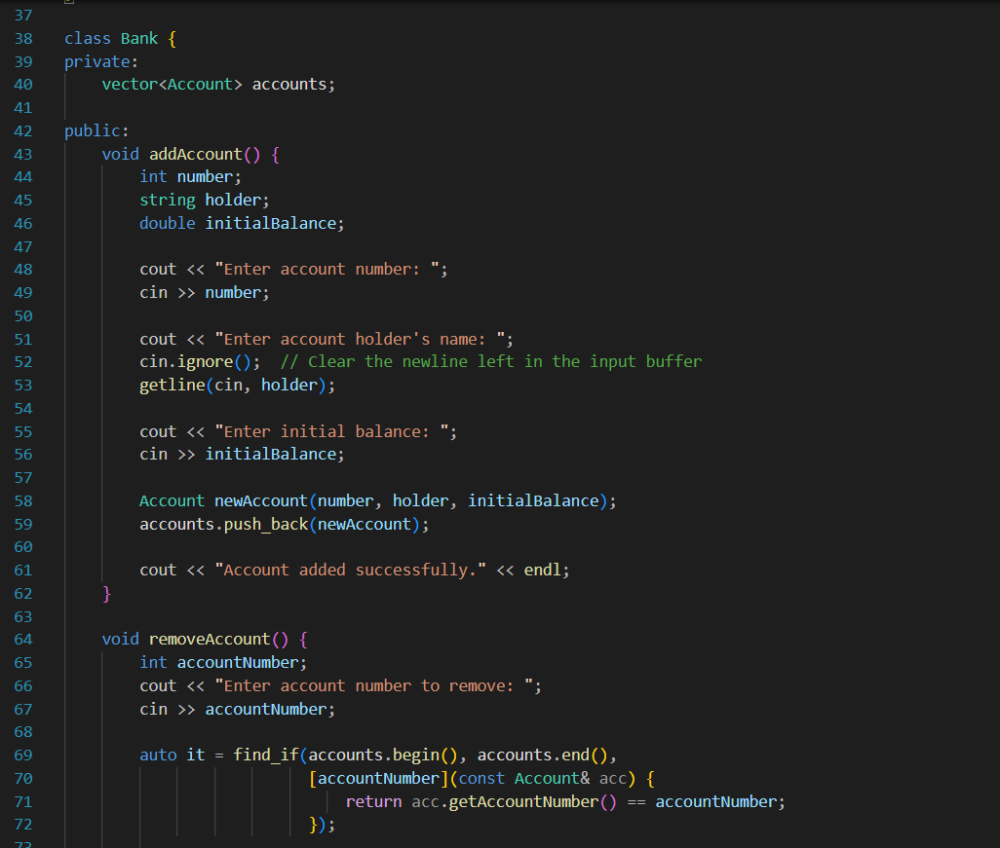 37
38 class Bank {
39 private:
40     vector<Account> accounts;
41
42 public:
43     void addAccount() {
44         int number;
45         string holder;
46         double initialBalance;
47
48         cout << "Enter account number: ";
49         cin >> number;
50
51         cout << "Enter account holder's name: ";
52         cin.ignore();  // Clear the newline left in the input buffer
53         getline(cin, holder);
54
55         cout << "Enter initial balance: ";
56         cin >> initialBalance;
57
58         Account newAccount(number, holder, initialBalance);
59         accounts.push_back(newAccount);
60
61         cout << "Account added successfully." << endl;
62     }
63
64     void removeAccount() {
65         int accountNumber;
66         cout << "Enter account number to remove: ";
67         cin >> accountNumber;
68
69         auto it = find_if(accounts.begin(), accounts.end(),
70                           [accountNumber](const Account& acc) {
71                               return acc.getAccountNumber() == accountNumber;
72                           });
73